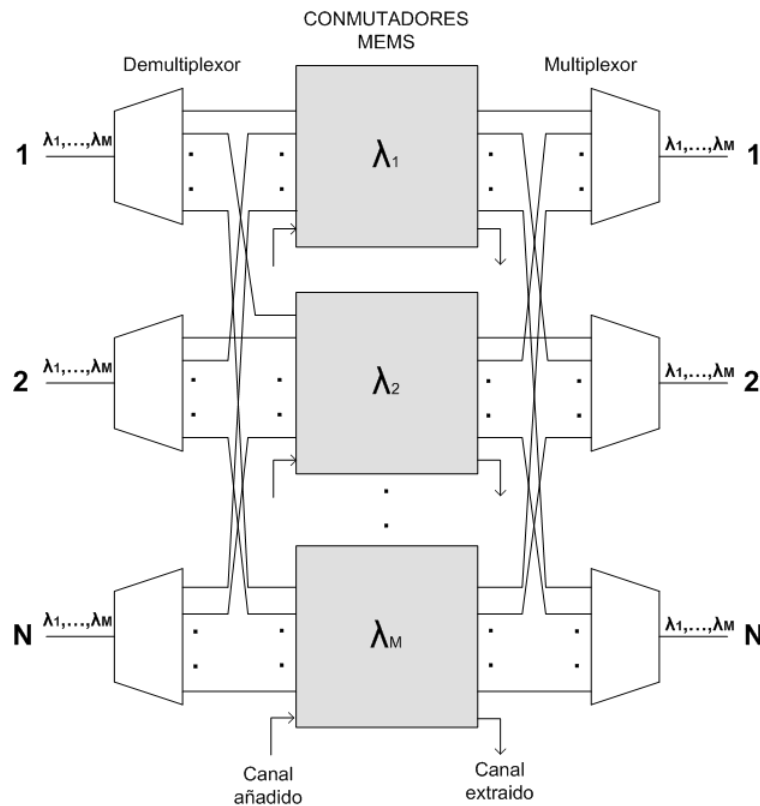 CONMUTADORES
MEMS
Demultiplexor
Multiplexor
1
λ1,...,λM
λ1
λ1,...,λM
1
2
λ1,...,λM
λ2
λ1,...,λM
2
N
λ1,...,λM
λM
λ1,...,λM
N
Canal
añadido
Canal
extraido